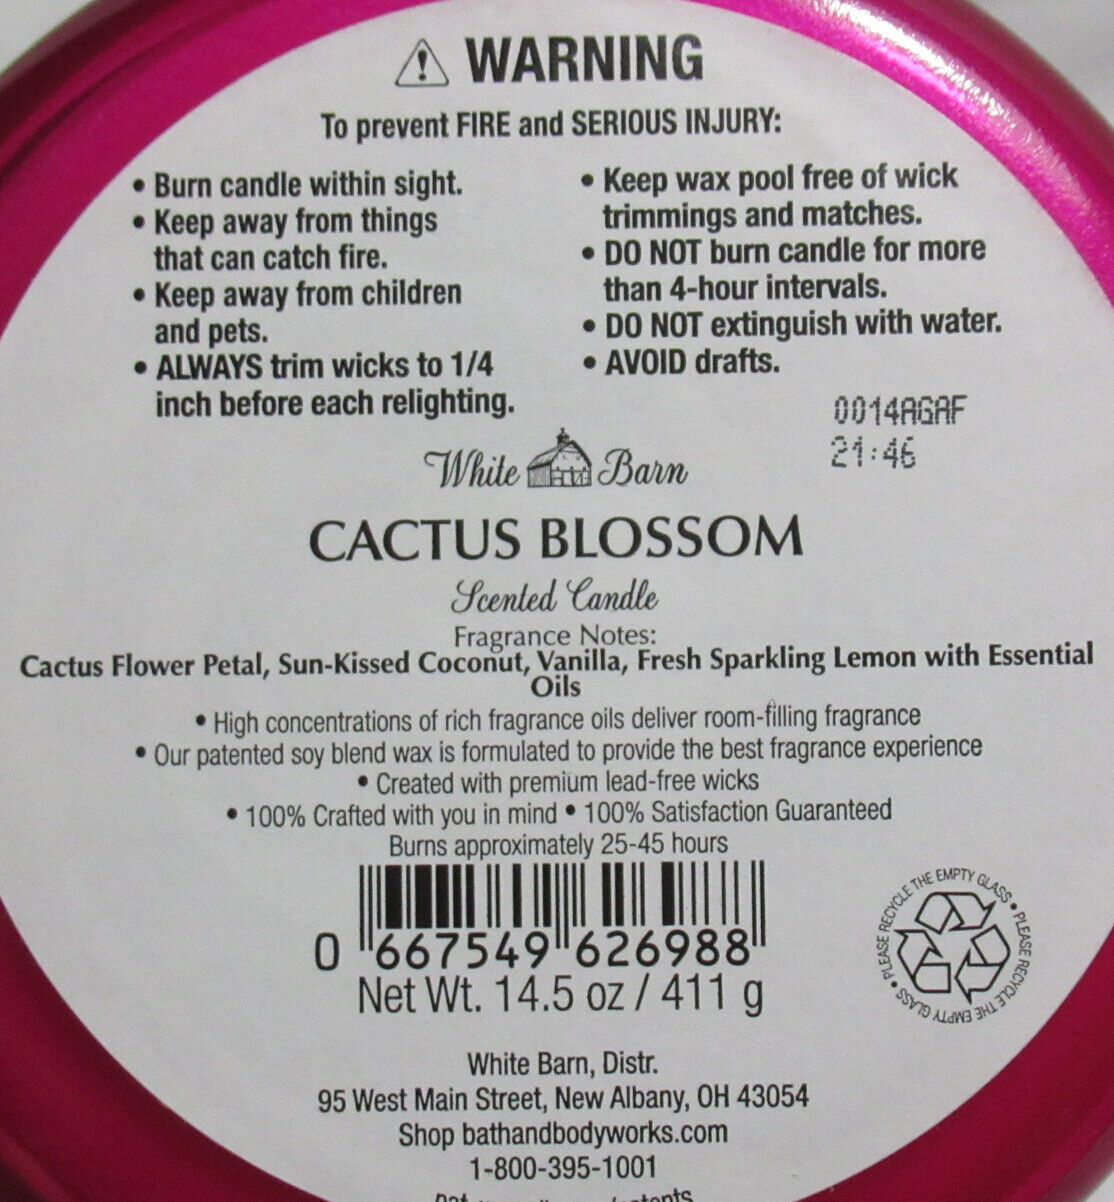 WARNING
To prevent FIRE and SERIOUS INJURY:
• Burn candle within sight.
• Keep away from things
that can catch fire.
• Keep away from children
and pets.
• ALWAYS trim wicks to 1/4
inch before each relighting.
• Keep wax pool free of wick
trimmings and matches.
• DO NOT burn candle for more
than 4-hour intervals.
• DO NOT extinguish with water.
• AVOID drafts.
0014AGAF
21:46
White Barn
CACTUS BLOSSOM
Scented Candle
Fragrance Notes:
Cactus Flower Petal, Sun-Kissed Coconut, Vanilla, Fresh Sparkling Lemon with Essential
Oils
• High concentrations of rich fragrance oils deliver room-filling fragrance
• Our patented soy blend wax is formulated to provide the best fragrance experience
• Created with premium lead-free wicks
• 100% Crafted with you in mind • 100% Satisfaction Guaranteed
Burns approximately 25-45 hours
0 667549 626988
Net Wt. 14.5 oz / 411 g
• PLEASE RECYCLE THE EMPTY GLASS • PLEASE RECYCLE THE EMPTY GLASS
White Barn, Distr.
95 West Main Street, New Albany, OH 43054
Shop bathandbodyworks.com
1-800-395-1001